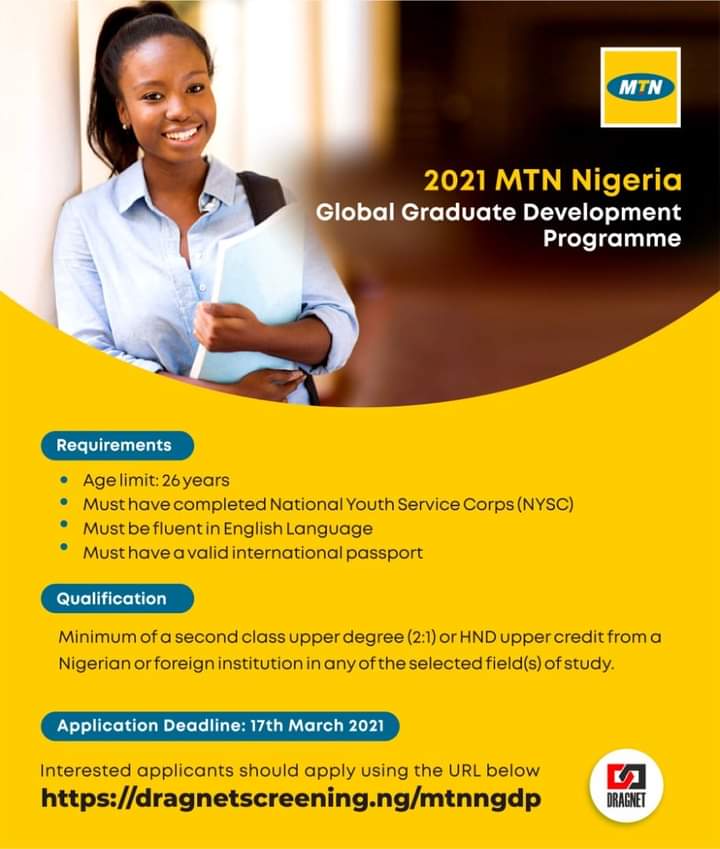 MTN
2021 MTN Nigeria
Global Graduate Development
Programme
Requirements
• Age limit: 26 years
• Must have completed National Youth Service Corps (NYSC)
• Must be fluent in English Language
• Must have a valid international passport
Qualification
Minimum of a second class upper degree (2:1) or HND upper credit from a
Nigerian or foreign institution in any of the selected field(s) of study.
Application Deadline: 17th March 2021
Interested applicants should apply using the URL below
https://dragnetscreening.ng/mtnngdp
DRAGNET